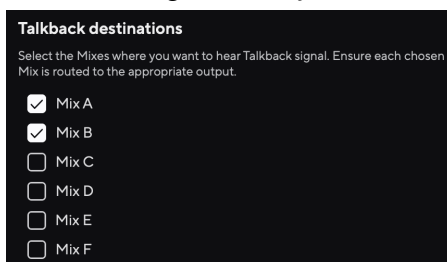 Talkback destinations
Select the Mixes where you want to hear Talkback signal. Ensure each chosen
Mix is routed to the appropriate output.
Mix A
Mix B
Mix C
Mix D
Mix E
Mix F